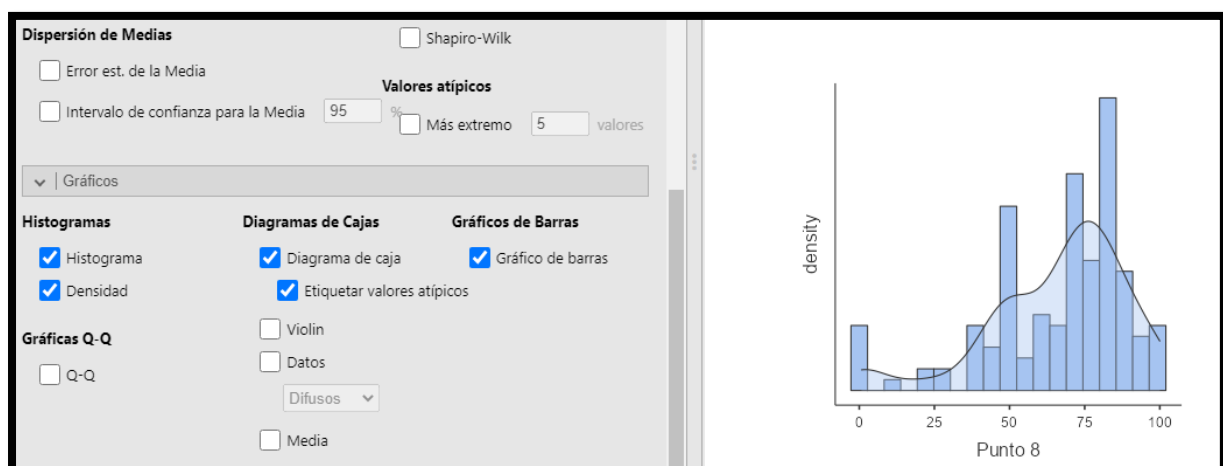 Dispersión de Medias
Shapiro-Wilk
Error est. de la Media
Valores atípicos
Intervalo de confianza para la Media 95 %
Más extremo 5 valores
Gráficos
Histogramas Diagramas de Cajas Gráficos de Barras
Histograma Diagrama de caja Gráfico de barras
Densidad Etiquetar valores atípicos
Violin
Gráficas Q-Q
Datos
Q-Q
Difusos
Media
density
0 25 50 75 100
Punto 8